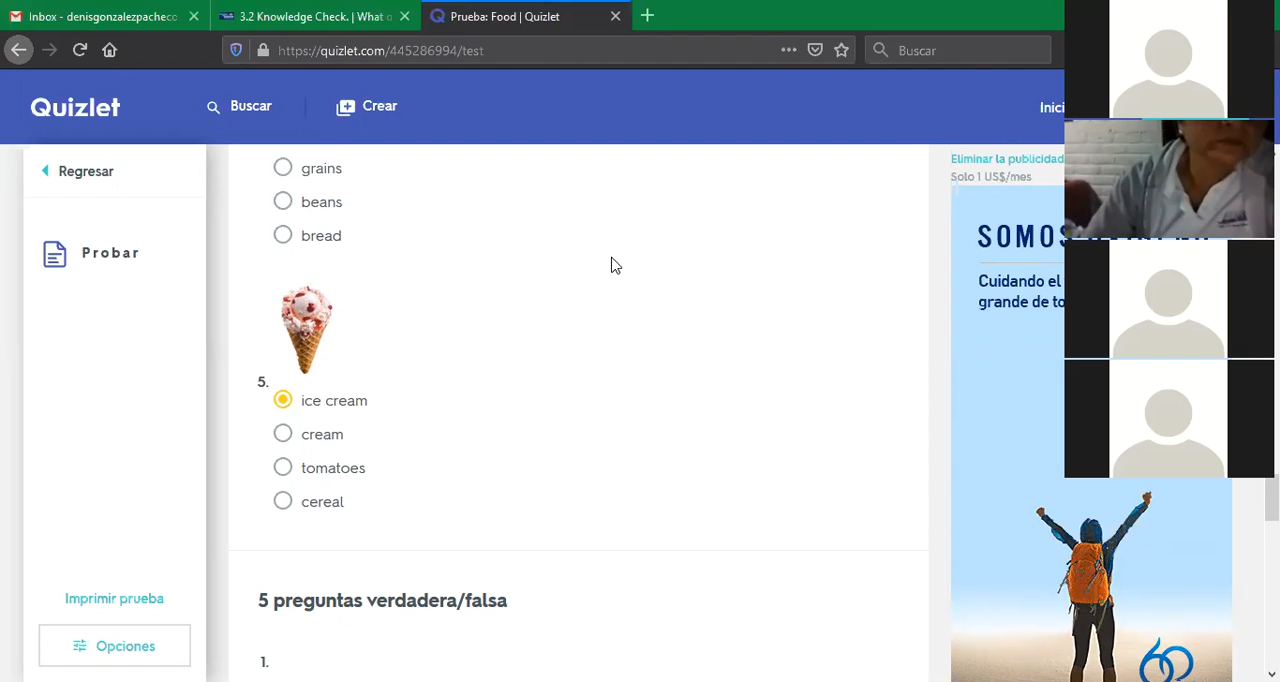 Inbox - denisgonzalezpacheco
3.2 Knowledge Check. | What o
Prueba: Food | Quizlet
https://quizlet.com/445286994/test
Buscar
Quizlet
Buscar
Crear
Inici
Regresar
Probar
Imprimir prueba
Opciones
grains
beans
bread
5.
ice cream
cream
tomatoes
cereal
5 preguntas verdadera/falsa
1.
Eliminar la publicidad
Solo 1 US$/mes
SOMOS
Cuidando el
grande de to
60